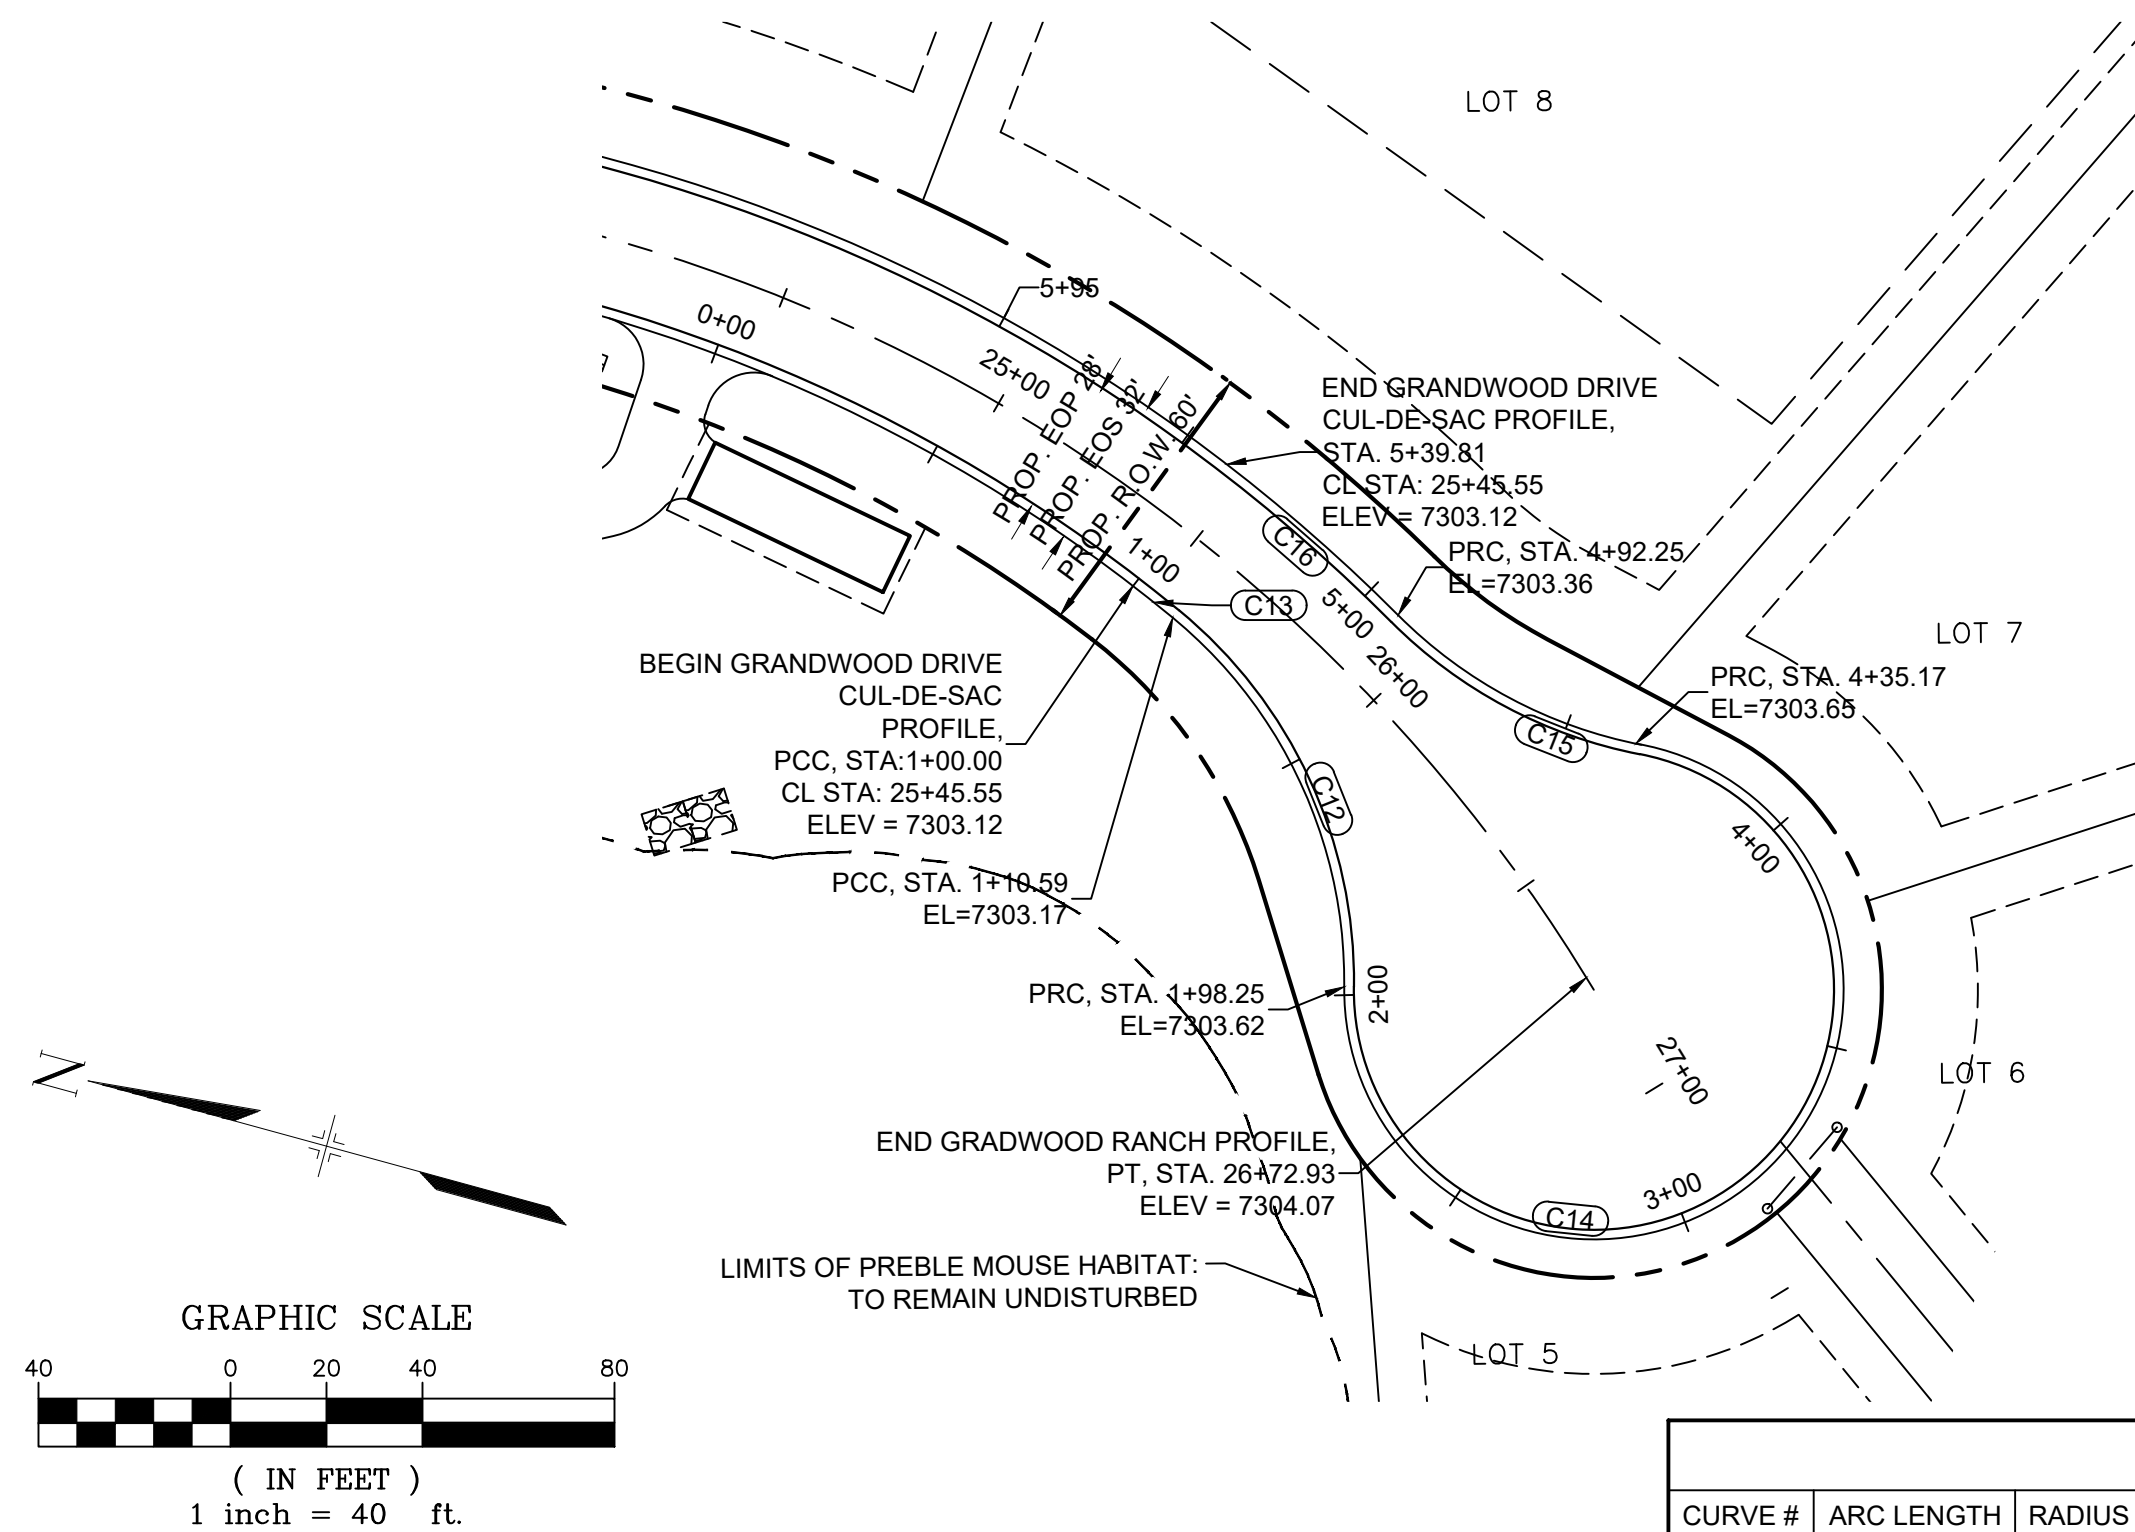 LOT 8
5+95
0+00
25+00
PROP. EOP 28'
PROP. EOS 32'
PROP. R.O.W. 60'
END GRANDWOOD DRIVE
CUL-DE-SAC PROFILE,
STA. 5+39.81
CL STA: 25+45.55
ELEV = 7303.12
C16
PRC, STA. 4+92.25
EL=7303.36
1+00
C13
5+00
26+00
LOT 7
BEGIN GRANDWOOD DRIVE
CUL-DE-SAC
PROFILE,
PCC, STA:1+00.00
CL STA: 25+45.55
ELEV = 7303.12
PRC, STA. 4+35.17
EL=7303.65
C15
C12
4+00
PCC, STA. 1+10.59
EL=7303.17
PRC, STA. 1+98.25
EL=7303.62
2+00
N
27+00
LOT 6
END GRADWOOD RANCH PROFILE,
PT, STA. 26+72.93
ELEV = 7304.07
3+00
C14
LIMITS OF PREBLE MOUSE HABITAT:
TO REMAIN UNDISTURBED
LOT 5
GRAPHIC SCALE
40 0 20 40 80
( IN FEET )
1 inch = 40 ft.
CURVE # ARC LENGTH RADIUS